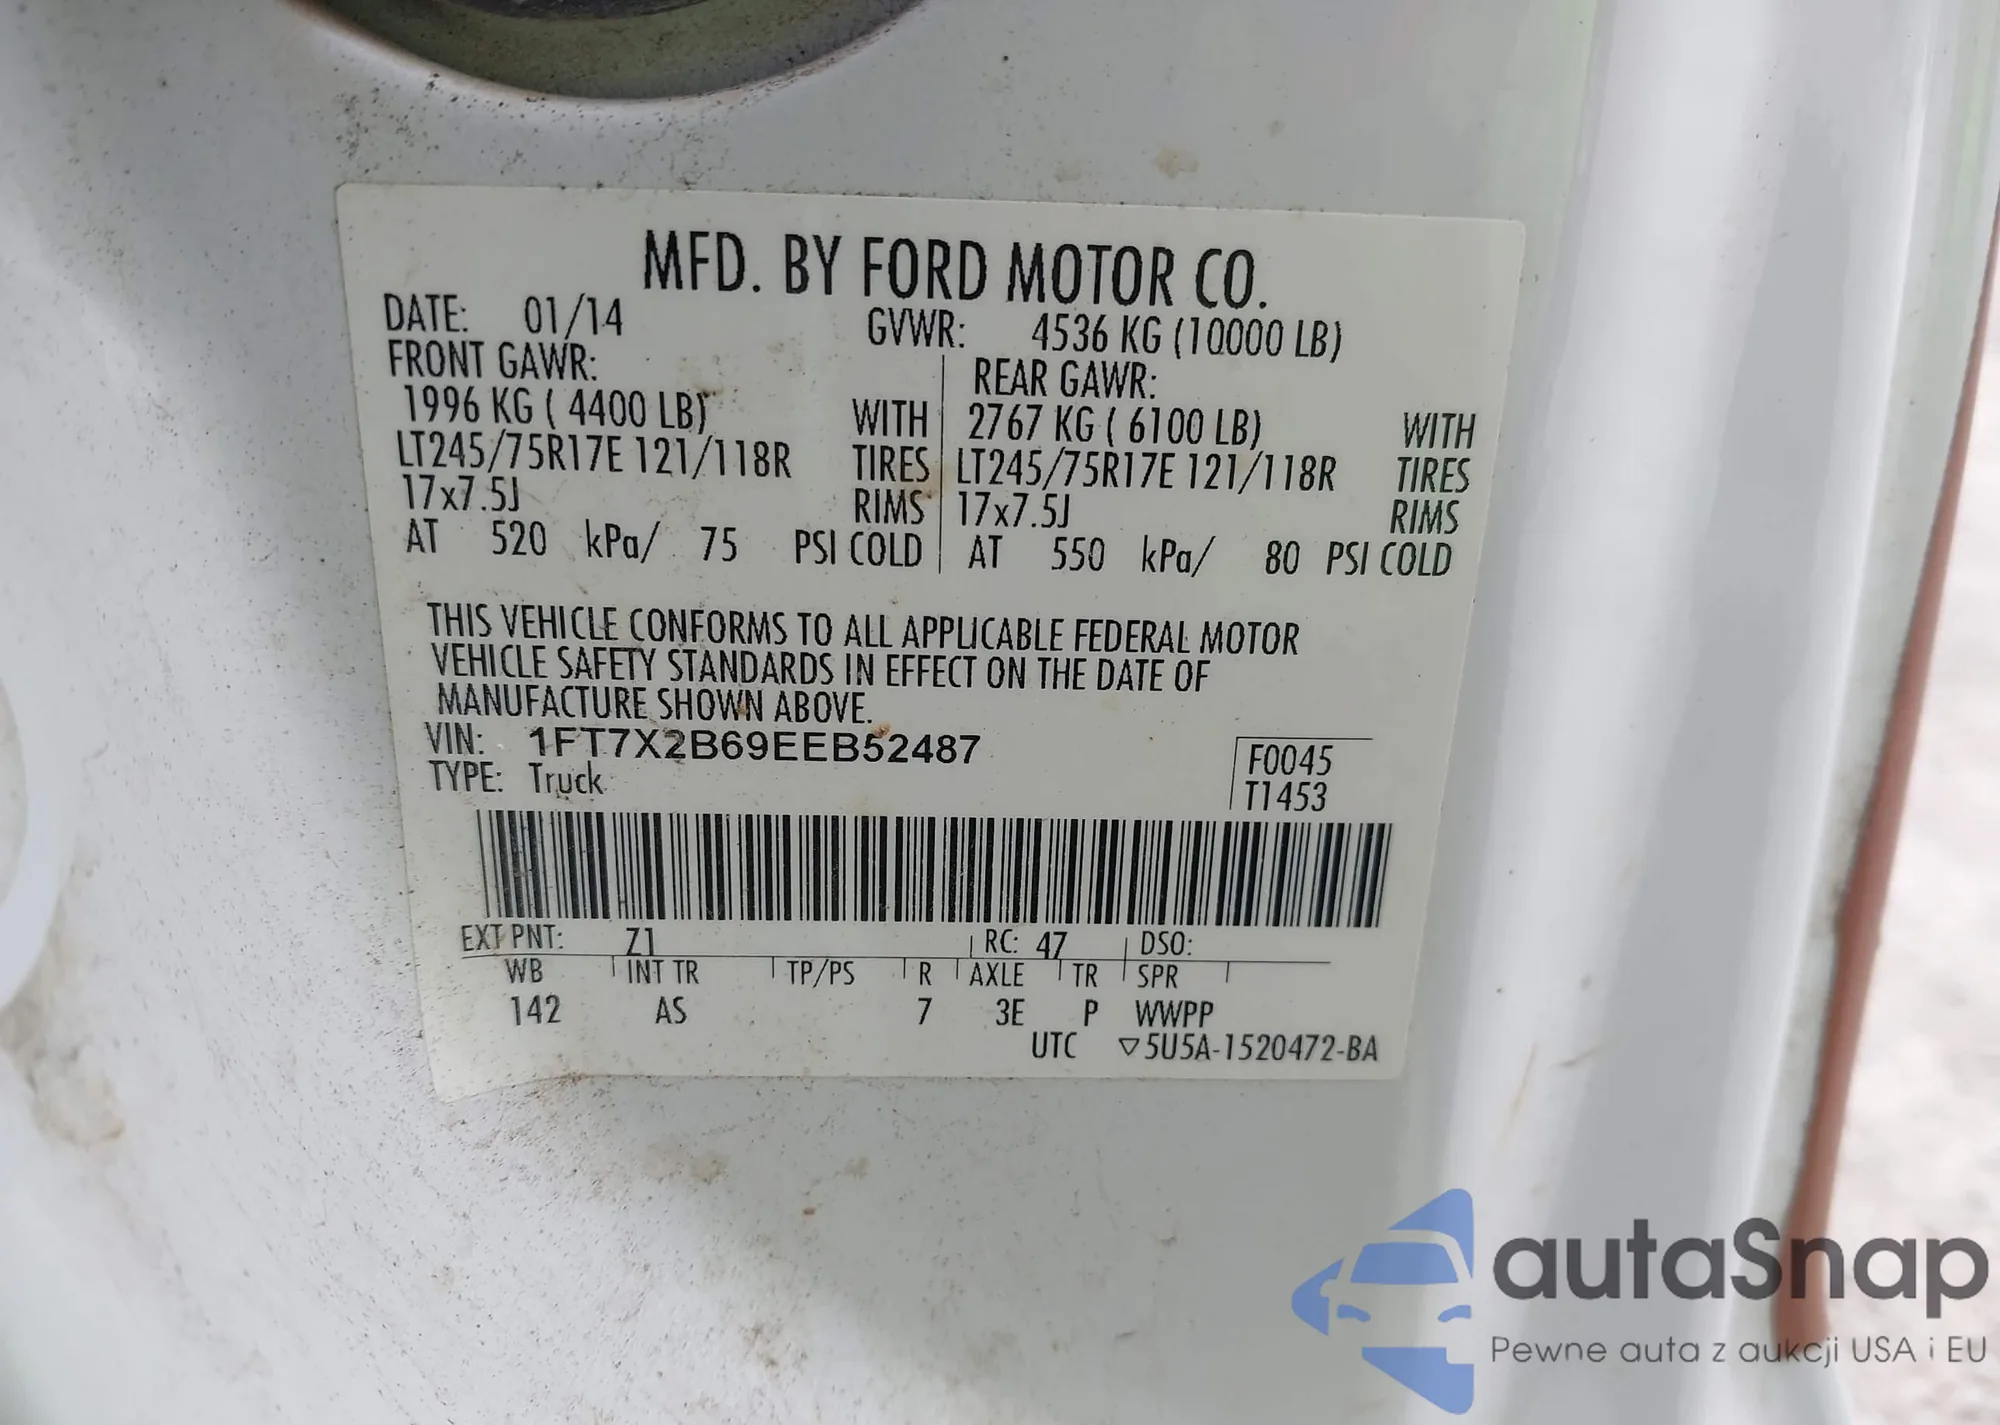 MFD. BY FORD MOTOR CO.
DATE: 01/14 GVWR: 4536 KG (10000 LB)
FRONT GAWR: REAR GAWR:
1996 KG ( 4400 LB) WITH 2767 KG ( 6100 LB) WITH
LT245/75R17E 121/118R TIRES LT245/75R17E 121/118R TIRES
17x7.5J RIMS 17x7.5J RIMS
AT 520 kPa/ 75 PSI COLD AT 550 kPa/ 80 PSI COLD
THIS VEHICLE CONFORMS TO ALL APPLICABLE FEDERAL MOTOR
VEHICLE SAFETY STANDARDS IN EFFECT ON THE DATE OF
MANUFACTURE SHOWN ABOVE.
VIN: 1FT7X2B69EEB52487
TYPE: Truck
F0045
T1453
EXT PNT: Z1 RC: 47 DSO:
WB INT TR TP/PS R AXLE TR SPR
142 AS 7 3E P WWPP
UTC ▽5U5A-1520472-BA
autaSnap
Pewne auta z aukcji USA i EU